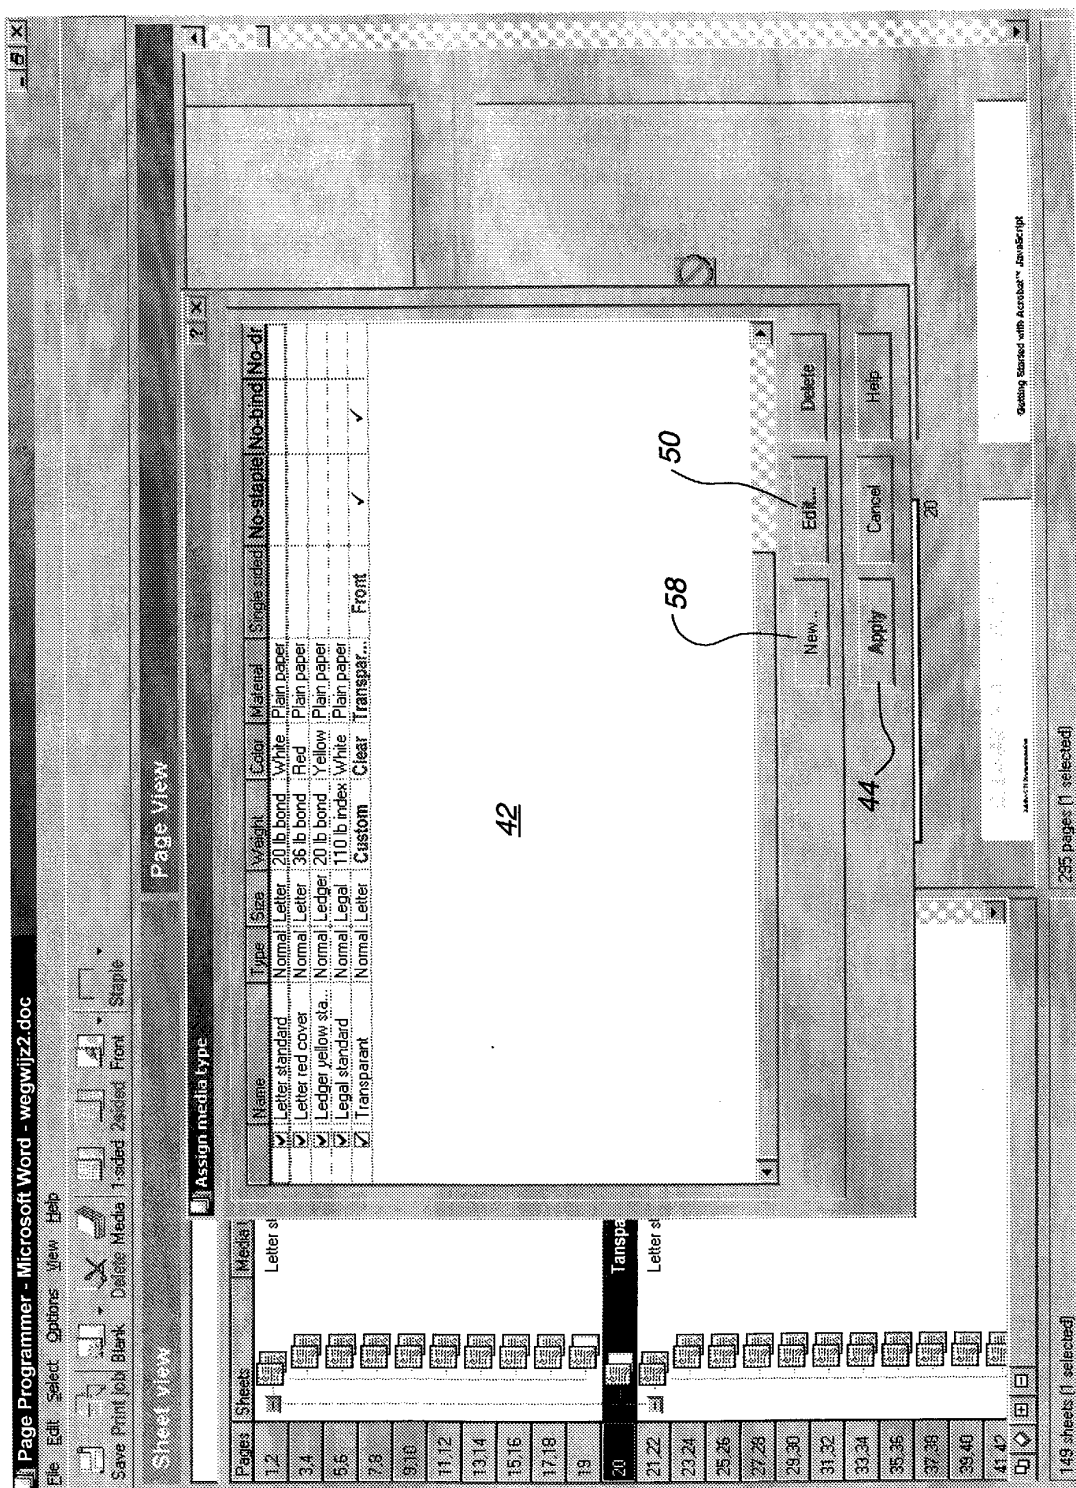 Page Programmer - Microsoft Word - wegwijz2.doc
File Edit Select Options View Help
Save Print job Blank Delete Media 1-sided 2-sided Front Staple
Sheet view
Page View
Pages Sheets Media
1,2 Letter s
3,4
5,6
7,8
9,10
11,12
13,14
15,16
17,18
19
20 Tanspa
21,22 Letter s
23,24
25,26
27,28
29,30
31,32
33,34
35,36
37,38
39,40
41,42
Assign media type
Name Type Size Weight Color Material Single sided No-staple No-bind No-dr
Letter standard Normal Letter 20 lb bond White Plain paper
Letter red cover Normal Letter 36 lb bond Red Plain paper
Ledger yellow sta... Normal Ledger 20 lb bond Yellow Plain paper
Legal standard Normal Legal 110 lb index White Plain paper
Transparant Normal Letter Custom Clear Transpar... Front
42
58
50
New... Edit... Delete
44
Apply Cancel Help
20
Getting Started with Acrobat™ JavaScript
149 sheets (1 selected)
295 pages (1 selected)